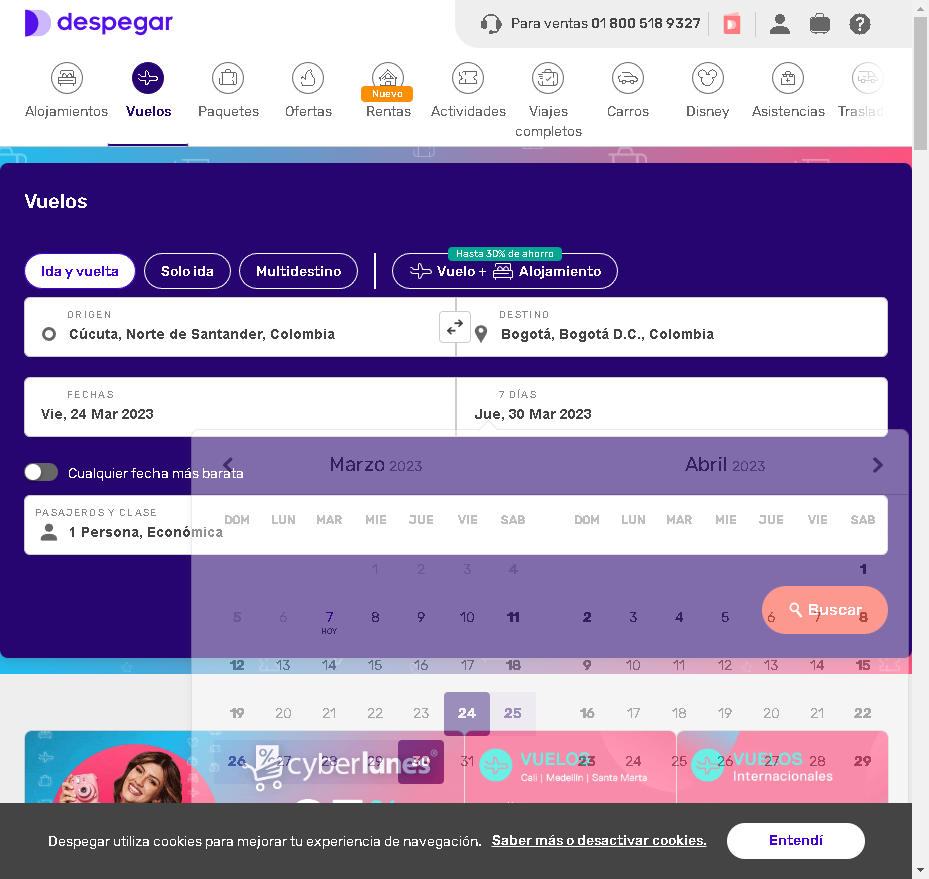 despegar
Para ventas 01 800 518 9327
Alojamientos
Vuelos
Paquetes
Ofertas
Nuevo
Rentas
Actividades
Viajes
completos
Carros
Disney
Asistencias
Traslad
Vuelos
Hasta 30% de ahorro
Ida y vuelta
Solo ida
Multidestino
Vuelo + Alojamiento
ORIGEN
Cúcuta, Norte de Santander, Colombia
DESTINO
Bogotá, Bogotá D.C., Colombia
FECHAS
Vie, 24 Mar 2023
7 DÍAS
Jue, 30 Mar 2023
Cualquier fecha más barata
Marzo 2023
Abril 2023
PASAJEROS Y CLASE
1 Persona, Económica
DOM LUN MAR MIE JUE VIE SAB
DOM LUN MAR MIE JUE VIE SAB
1 2 3 4
1
5 6 7 8 9 10 11
HOY
2 3 4 5 6 7 8
Buscar
12 13 14 15 16 17 18
9 10 11 12 13 14 15
19 20 21 22 23 24 25
16 17 18 19 20 21 22
26 27 28 29 30 31
23 24 25 26 27 28 29
% cyberlunes
VUELOS
Cali | Medellín | Santa Marta
VUELOS
Internacionales
Despegar utiliza cookies para mejorar tu experiencia de navegación. Saber más o desactivar cookies.
Entendí